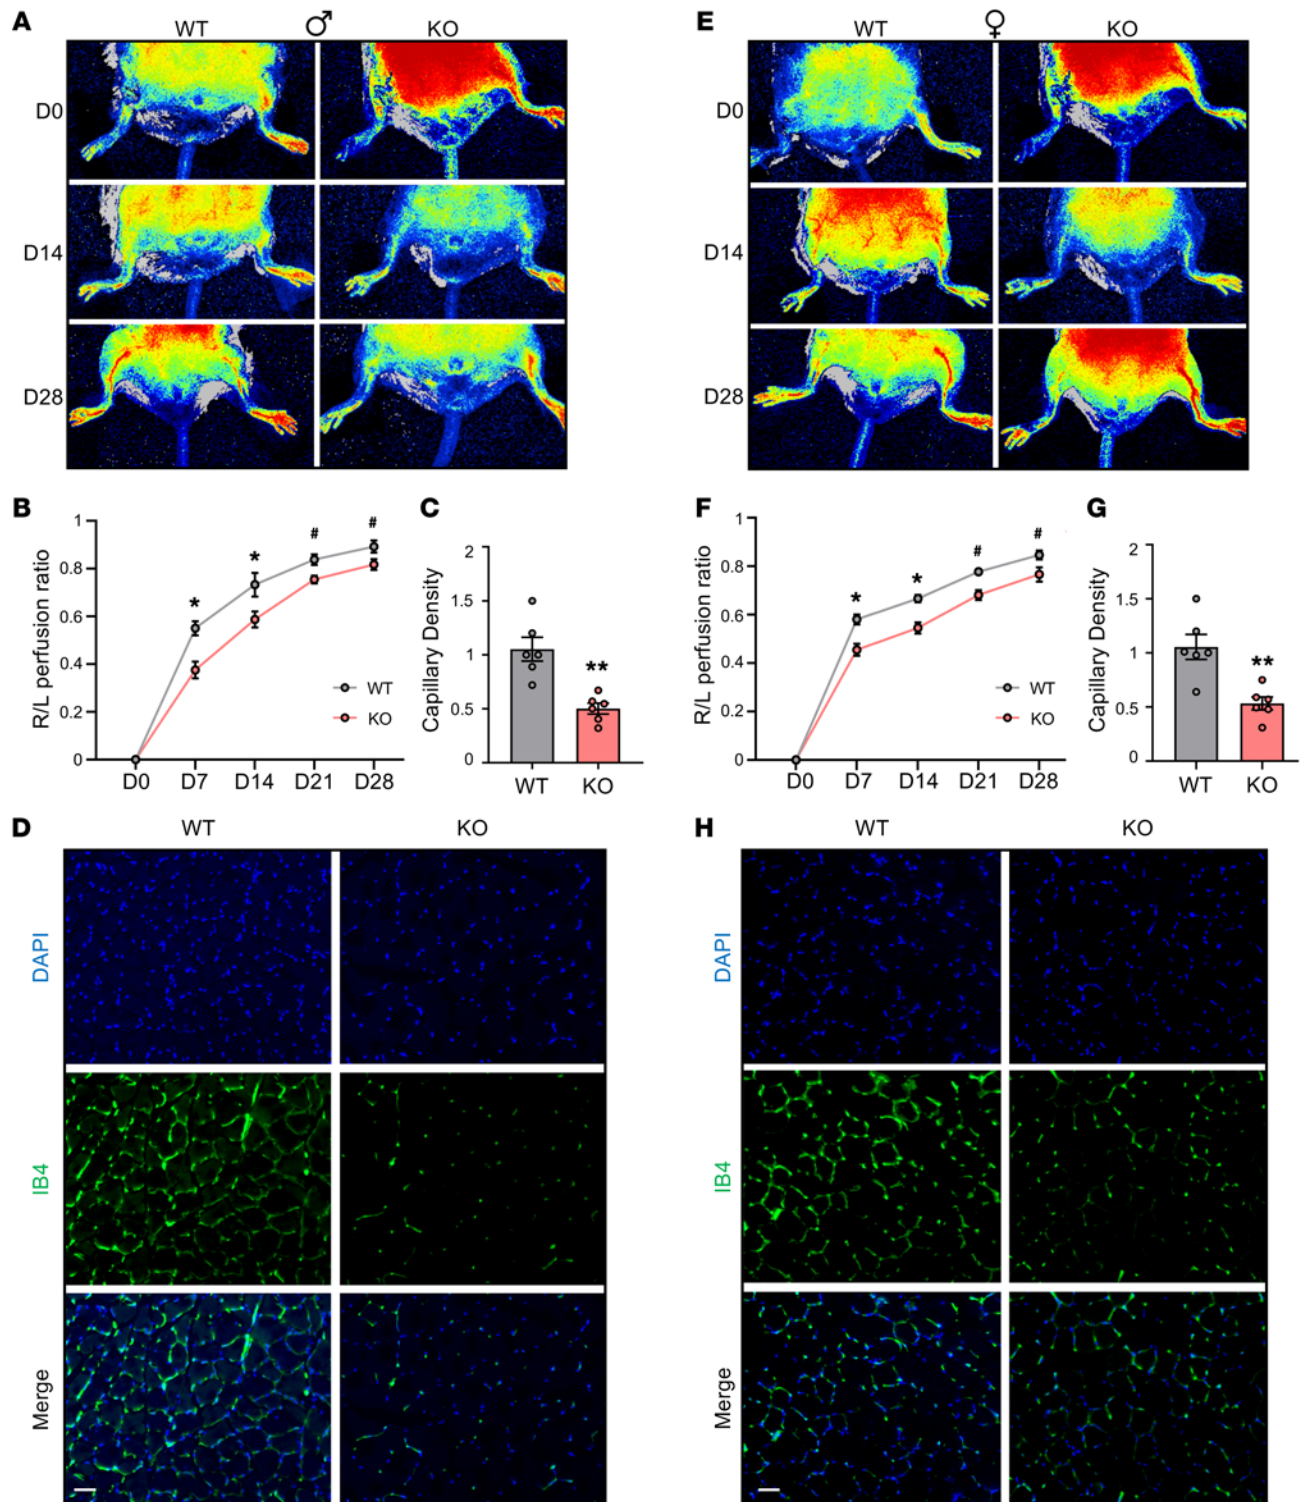 A
WT ♂ KO
D0
D14
D28
E
WT ♀ KO
D0
D14
D28
B
R/L perfusion ratio
1
0.8
0.6
0.4
0.2
0
* * # #
WT
KO
D0 D7 D14 D21 D28
C
Capillary Density
2
1.5
1
0.5
0
**
WT KO
F
R/L perfusion ratio
1
0.8
0.6
0.4
0.2
0
* * # #
WT
KO
D0 D7 D14 D21 D28
G
Capillary Density
2
1.5
1
0.5
0
**
WT KO
D
WT KO
DAPI
IB4
Merge
H
WT KO
DAPI
IB4
Merge